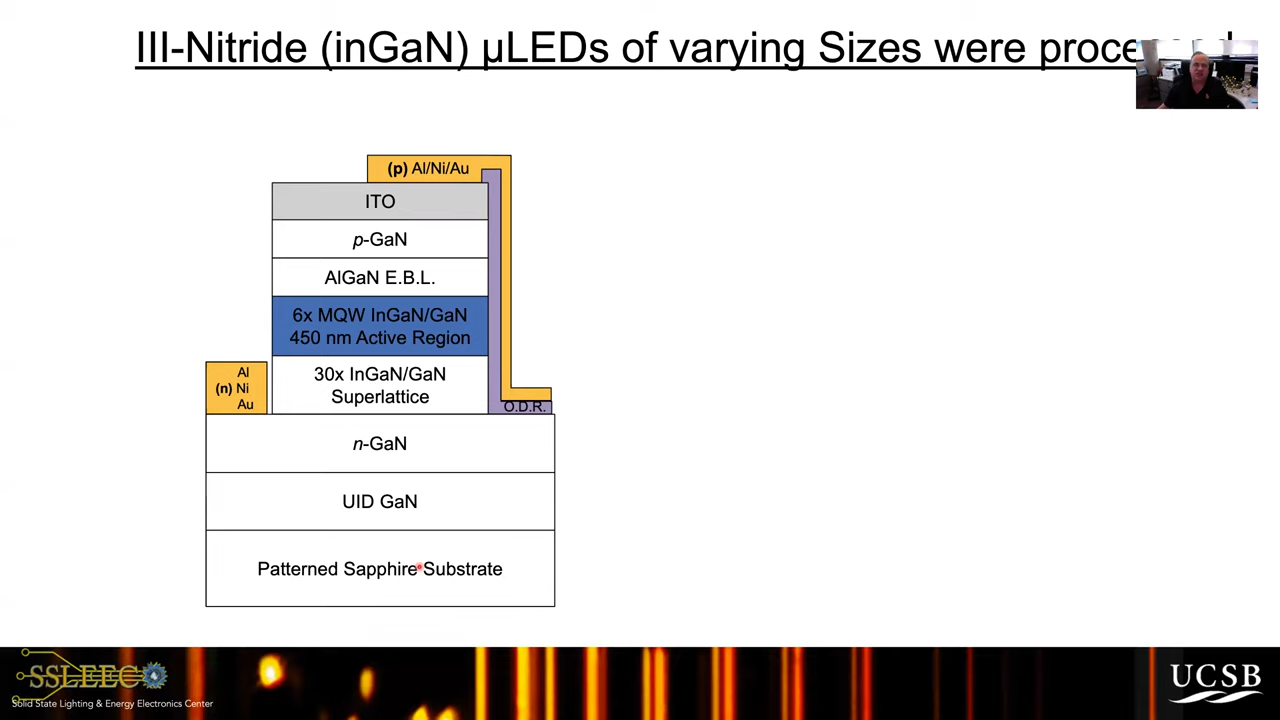 III-Nitride (inGaN) µLEDs of varying Sizes were
(p) Al/Ni/Au
ITO
p-GaN
AlGaN E.B.L.
6x MQW InGaN/GaN
450 nm Active Region
30x InGaN/GaN
Superlattice
Al
(n) Ni
Au
O.D.R.
n-GaN
UID GaN
Patterned Sapphire Substrate
SSLEEC
Solid State Lighting & Energy Electronics Center
UCSB